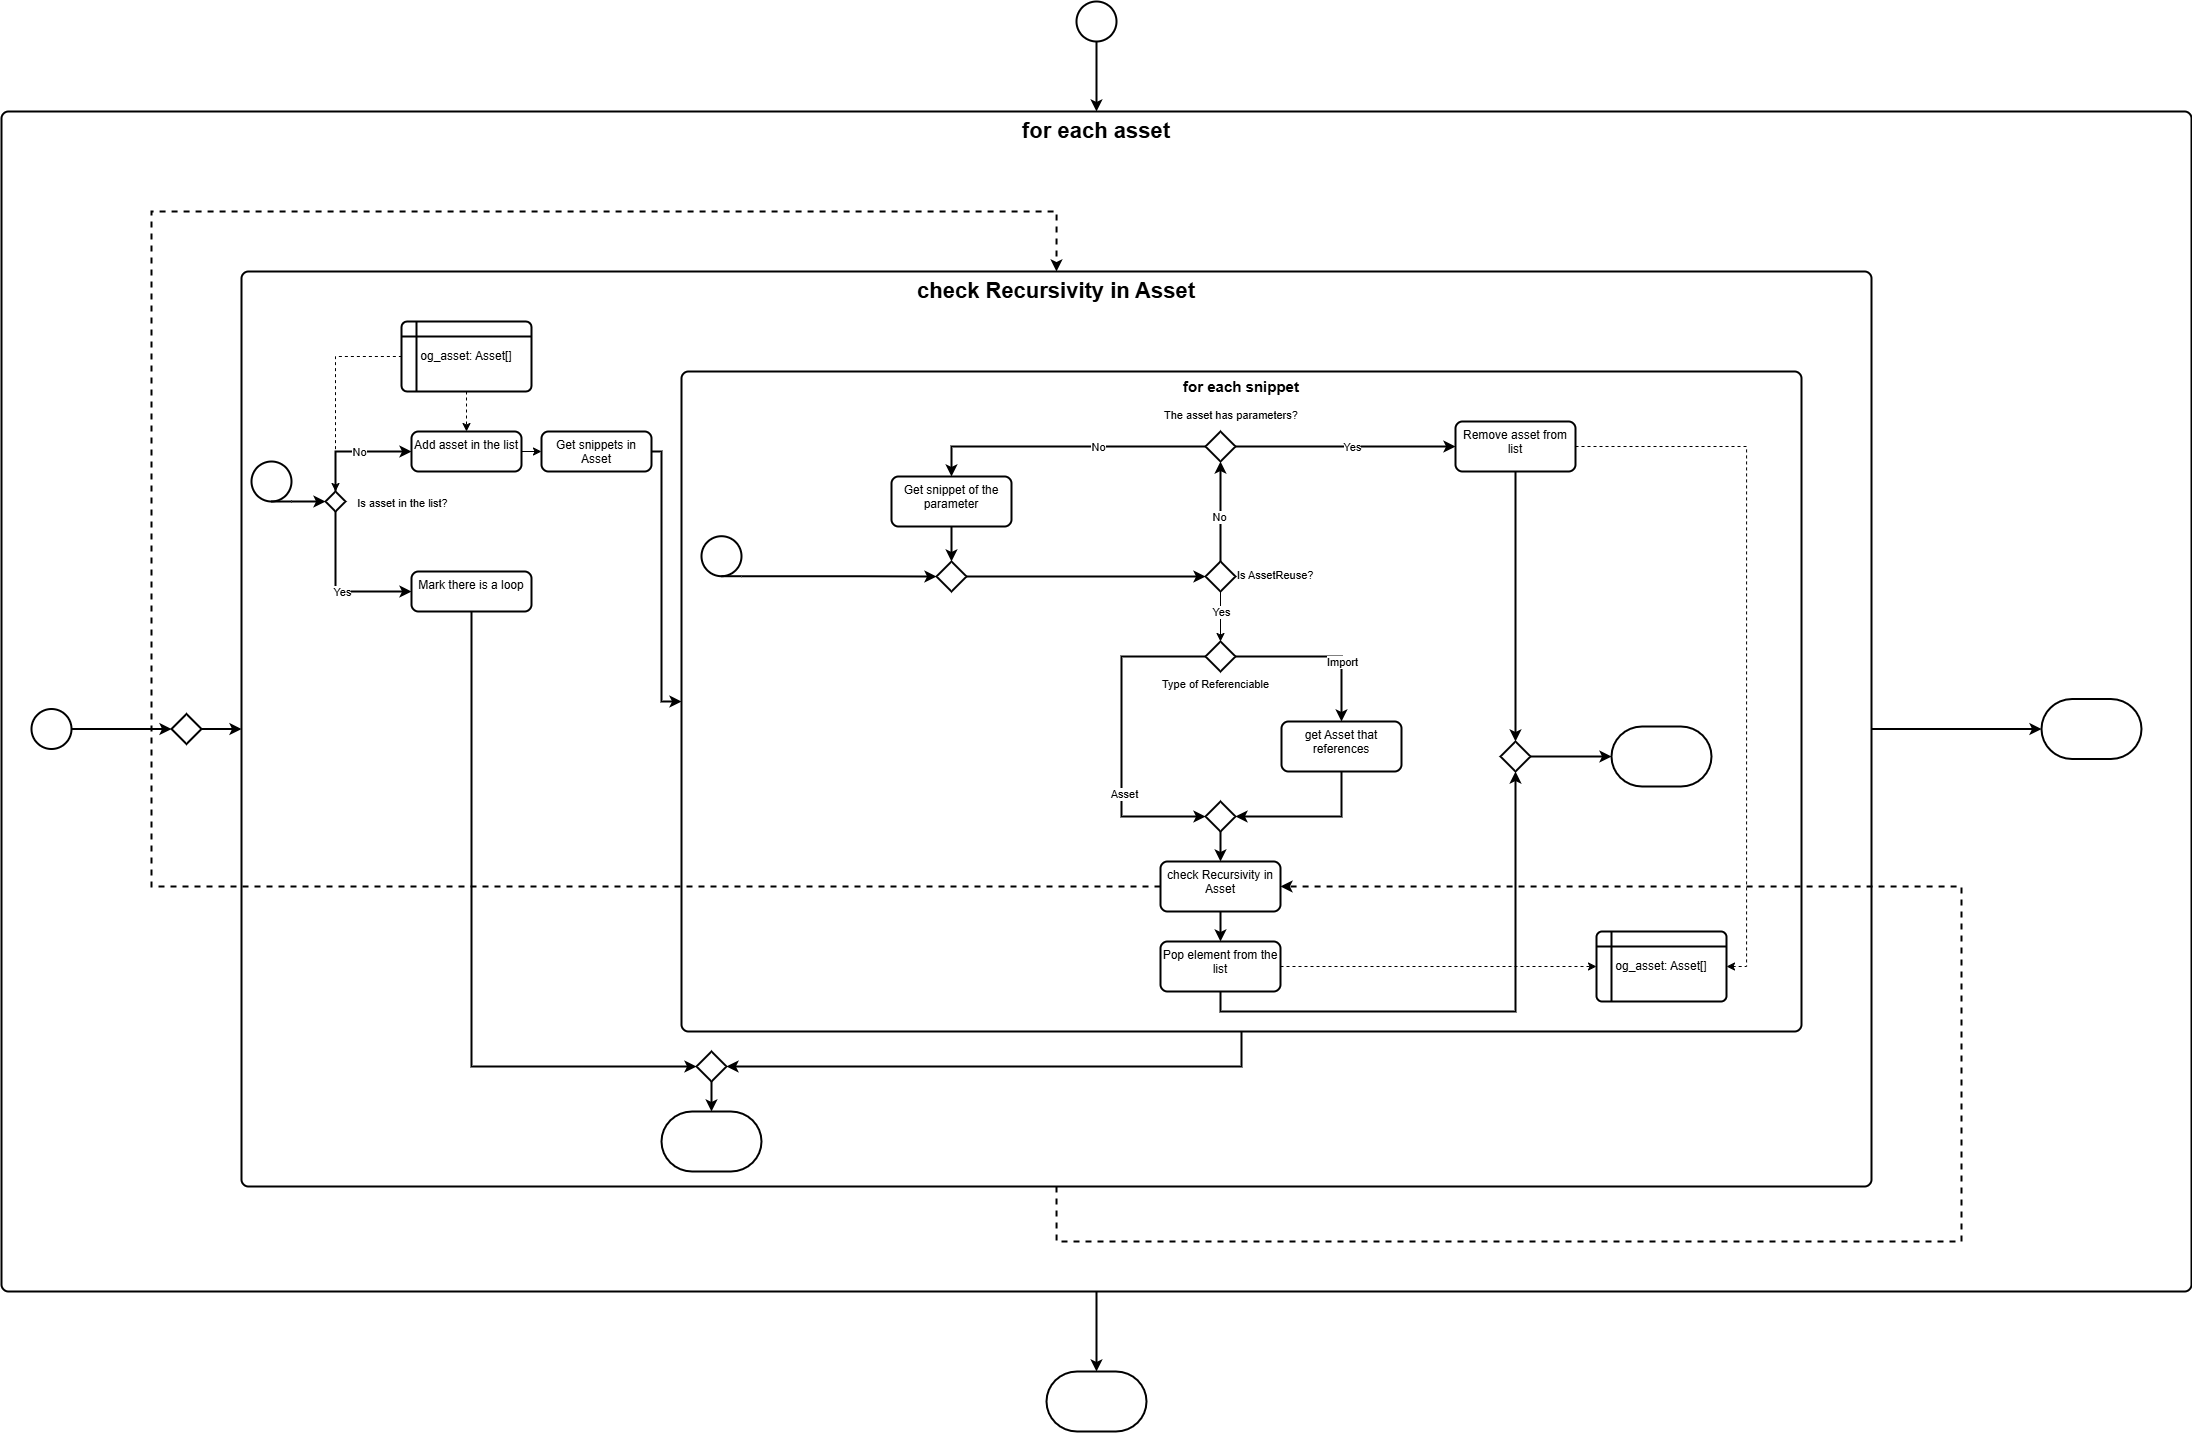 for each asset
check Recursivity in Asset
og_asset: Asset[]
No
Add asset in the list
Get snippets in
Asset
Is asset in the list?
Yes
Mark there is a loop
for each snippet
The asset has parameters?
No
Yes
Remove asset from
list
Get snippet of the
parameter
No
Is AssetReuse?
Yes
Import
Type of Referenciable
get Asset that
references
Asset
check Recursivity in
Asset
Pop element from the
list
og_asset: Asset[]